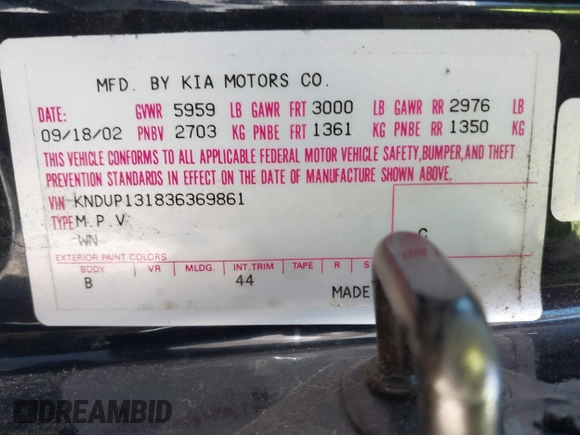 MFD. BY KIA MOTORS CO.
DATE: GVWR 5959 LB GAWR FRT 3000 LB GAWR RR 2976 LB
09/18/02 PNBV 2703 KG PNBE FRT 1361 KG PNBE RR 1350 KG
THIS VEHICLE CONFORMS TO ALL APPLICABLE FEDERAL MOTOR VEHICLE SAFETY,BUMPER,AND THEFT
PREVENTION STANDARDS IN EFFECT ON THE DATE OF MANUFACTURE SHOWN ABOVE.
VIN KNDUP131836369861
TYPE M.P.V
WN C
EXTERIOR PAINT COLORS
BODY VR MOLDG. INT.TRIM TAPE R S
B 44
MADE
DREAMBID